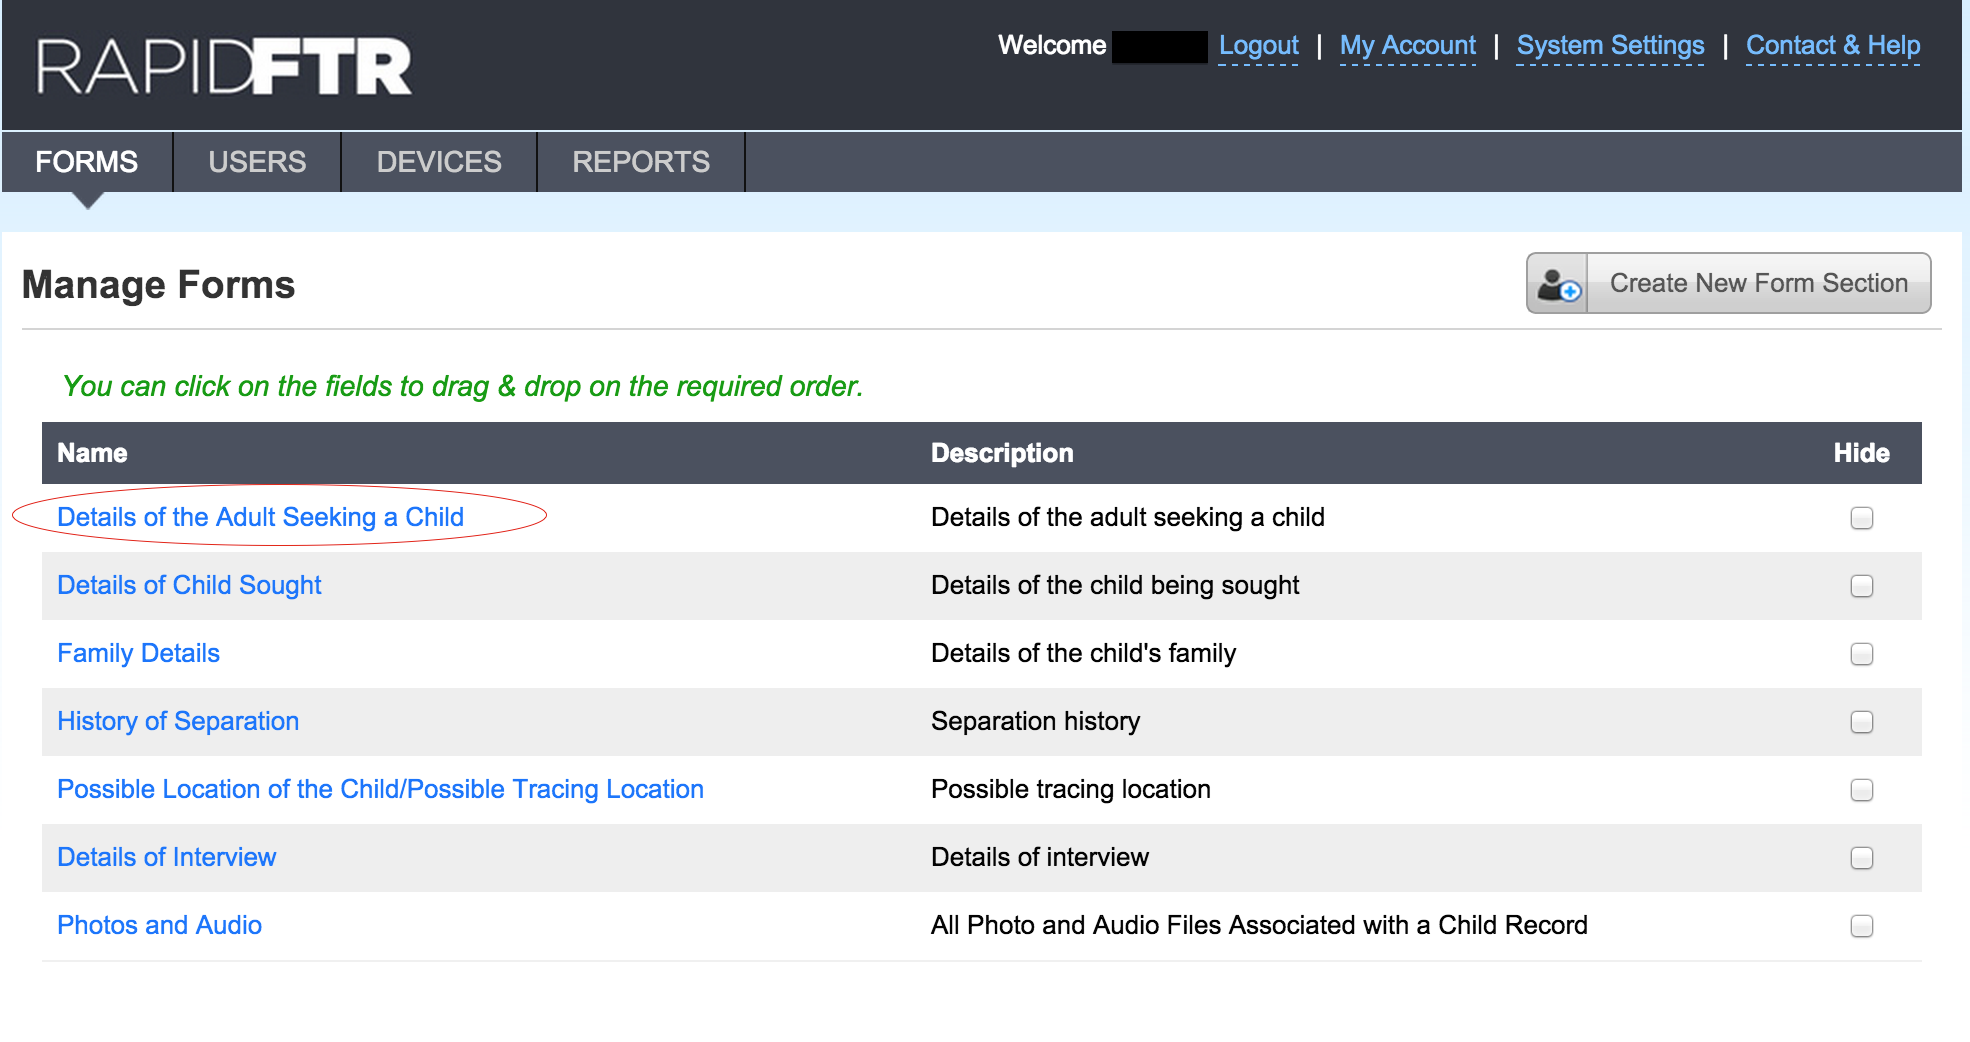 RAPIDFTR
Welcome Logout | My Account | System Settings | Contact & Help
FORMS USERS DEVICES REPORTS
Manage Forms
Create New Form Section
You can click on the fields to drag & drop on the required order.
Name Description Hide
Details of the Adult Seeking a Child Details of the adult seeking a child
Details of Child Sought Details of the child being sought
Family Details Details of the child's family
History of Separation Separation history
Possible Location of the Child/Possible Tracing Location Possible tracing location
Details of Interview Details of interview
Photos and Audio All Photo and Audio Files Associated with a Child Record